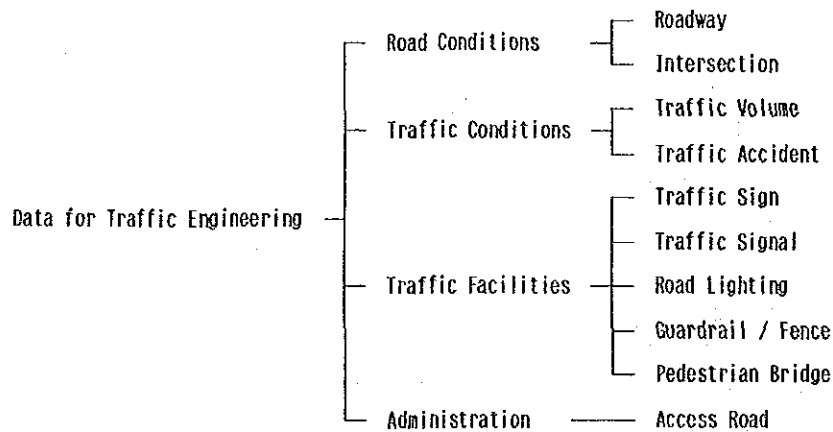 Data for Traffic Engineering
Road Conditions
Roadway
Intersection
Traffic Conditions
Traffic Volume
Traffic Accident
Traffic Facilities
Traffic Sign
Traffic Signal
Road Lighting
Guardrail / Fence
Pedestrian Bridge
Administration
Access Road